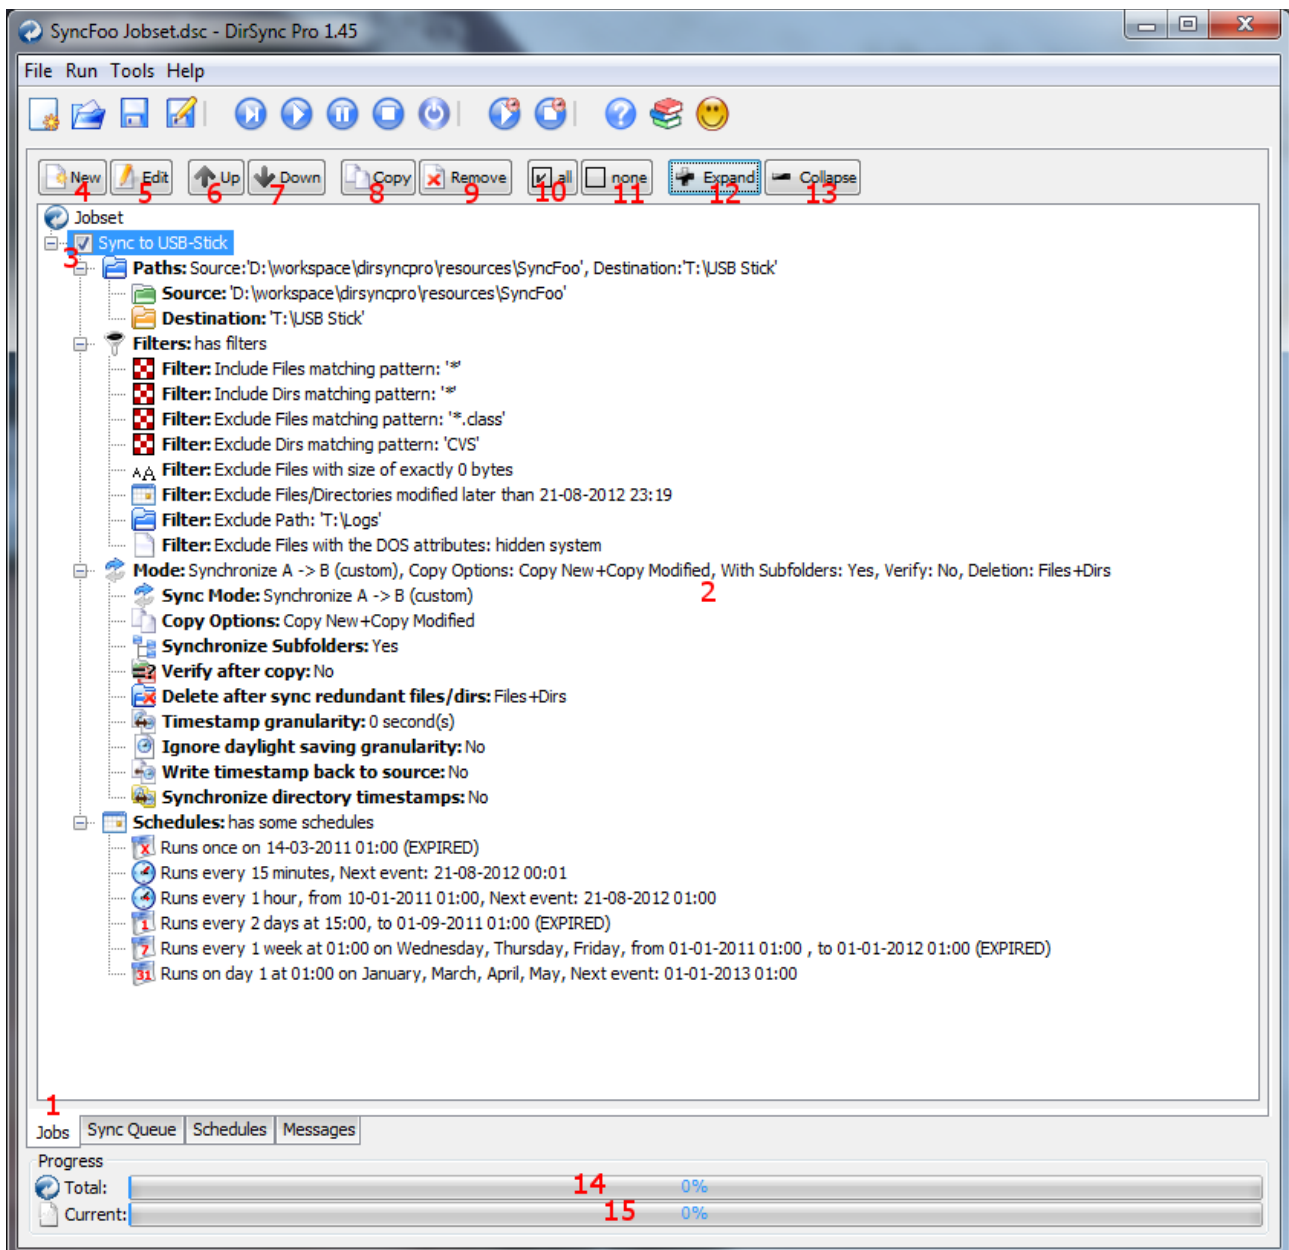 SyncFoo Jobset.dsc - DirSync Pro 1.45
File Run Tools Help
New Edit Up Down Copy Remove all none Expand Collapse
4 5 6 7 8 9 10 11 12 13
Jobset
Sync to USB-Stick
3
Paths: Source:'D:\workspace\dirsyncpro\resources\SyncFoo', Destination:'T:\USB Stick'
Source: 'D:\workspace\dirsyncpro\resources\SyncFoo'
Destination: 'T:\USB Stick'
Filters: has filters
Filter: Include Files matching pattern: '*'
Filter: Include Dirs matching pattern: '*'
Filter: Exclude Files matching pattern: '*.class'
Filter: Exclude Dirs matching pattern: 'CVS'
Filter: Exclude Files with size of exactly 0 bytes
Filter: Exclude Files/Directories modified later than 21-08-2012 23:19
Filter: Exclude Path: 'T:\Logs'
Filter: Exclude Files with the DOS attributes: hidden system
Mode: Synchronize A -> B (custom), Copy Options: Copy New+Copy Modified, With Subfolders: Yes, Verify: No, Deletion: Files+Dirs
2
Sync Mode: Synchronize A -> B (custom)
Copy Options: Copy New+Copy Modified
Synchronize Subfolders: Yes
Verify after copy: No
Delete after sync redundant files/dirs: Files+Dirs
Timestamp granularity: 0 second(s)
Ignore daylight saving granularity: No
Write timestamp back to source: No
Synchronize directory timestamps: No
Schedules: has some schedules
Runs once on 14-03-2011 01:00 (EXPIRED)
Runs every 15 minutes, Next event: 21-08-2012 00:01
Runs every 1 hour, from 10-01-2011 01:00, Next event: 21-08-2012 01:00
Runs every 2 days at 15:00, to 01-09-2011 01:00 (EXPIRED)
Runs every 1 week at 01:00 on Wednesday, Thursday, Friday, from 01-01-2011 01:00 , to 01-01-2012 01:00 (EXPIRED)
Runs on day 1 at 01:00 on January, March, April, May, Next event: 01-01-2013 01:00
1
Jobs Sync Queue Schedules Messages
Progress
Total: 14 0%
Current: 15 0%